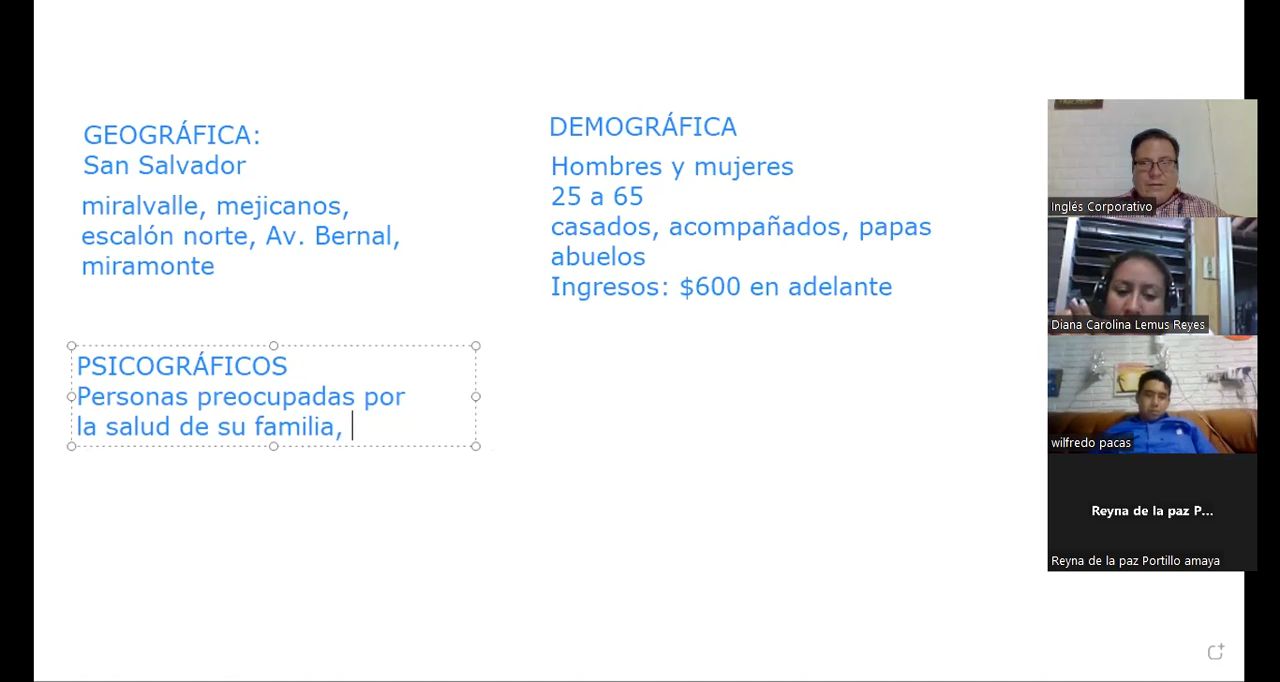 GEOGRÁFICA:
San Salvador
miralvalle, mejicanos,
escalón norte, Av. Bernal,
miramonte
DEMOGRÁFICA
Hombres y mujeres
25 a 65
casados, acompañados, papas
abuelos
Ingresos: $600 en adelante
PSICOGRÁFICOS
Personas preocupadas por
la salud de su familia,
Inglés Corporativo
Diana Carolina Lemus Reyes
wilfredo pacas
Reyna de la paz P...
Reyna de la paz Portillo amaya